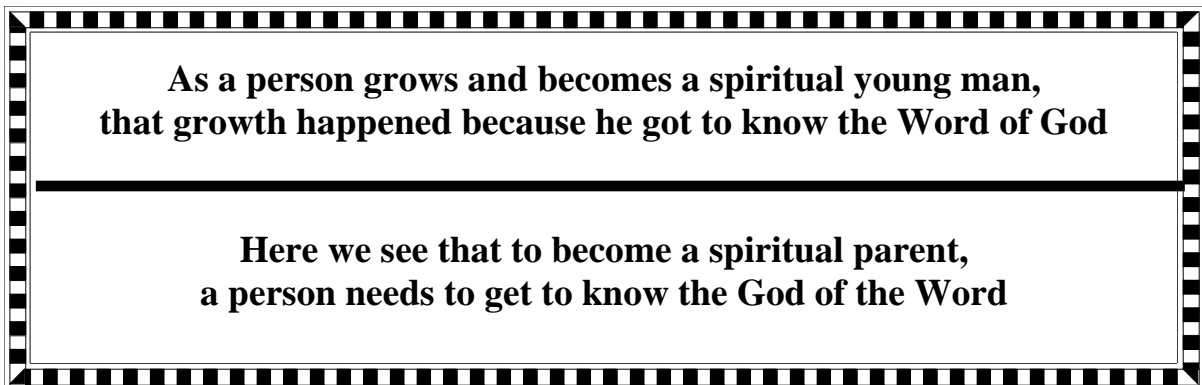 As a person grows and becomes a spiritual young man,
that growth happened because he got to know the Word of God
Here we see that to become a spiritual parent,
a person needs to get to know the God of the Word